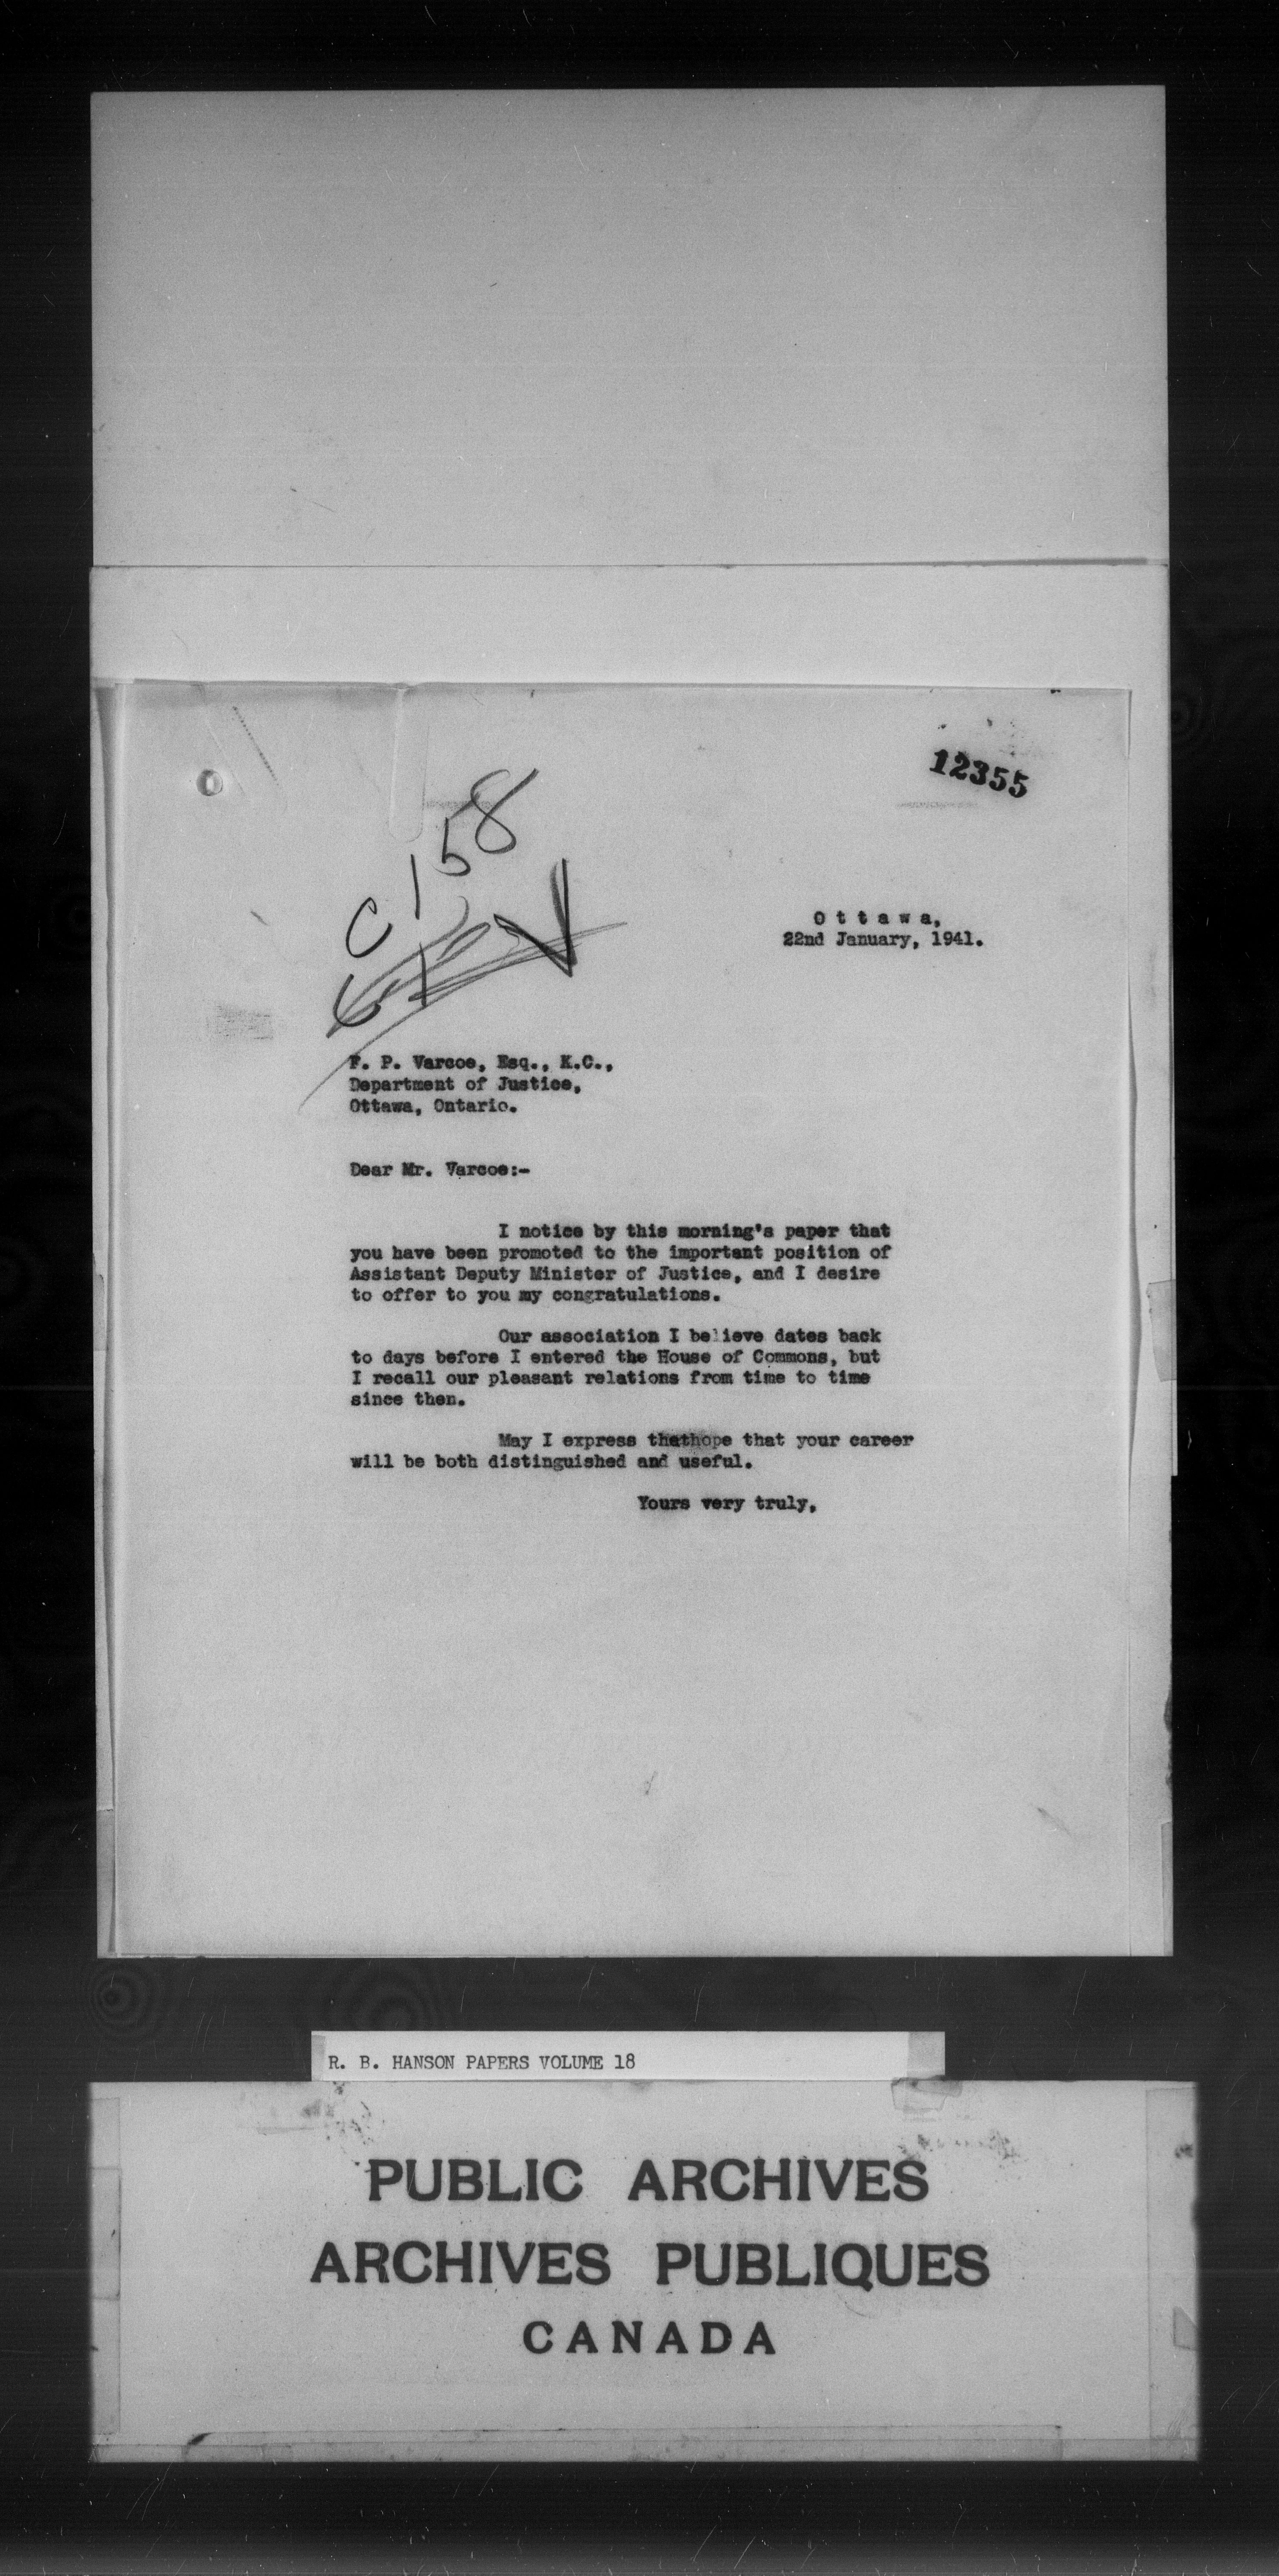 12355
C 158
V
O t t a w a,
22nd January, 1941.
F. P. Varcoe, Esq., K.C.,
Department of Justice,
Ottawa, Ontario.
Dear Mr. Varcoe:-
I notice by this morning's paper that
you have been promoted to the important position of
Assistant Deputy Minister of Justice, and I desire
to offer to you my congratulations.
Our association I believe dates back
to days before I entered the House of Commons, but
I recall our pleasant relations from time to time
since then.
May I express thathope that your career
will be both distinguished and useful.
Yours very truly,
R. B. HANSON PAPERS VOLUME 18
PUBLIC ARCHIVES
ARCHIVES PUBLIQUES
CANADA